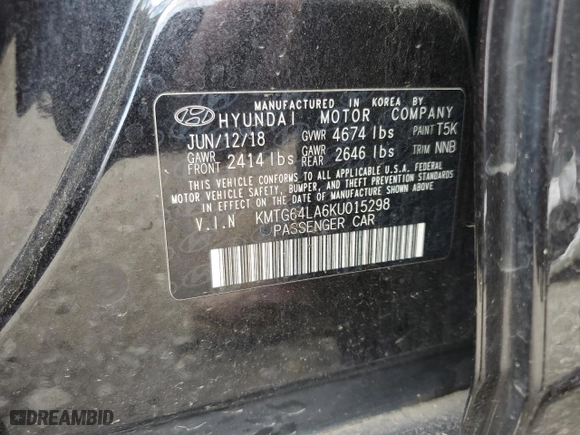 MANUFACTURED IN KOREA BY
HYUNDAI MOTOR COMPANY
JUN/12/18 GVWR 4674 lbs PAINT T5K
GAWR FRONT 2414 lbs GAWR REAR 2646 lbs TRIM NNB
THIS VEHICLE CONFORMS TO ALL APPLICABLE U.S.A. FEDERAL
MOTOR VEHICLE SAFETY, BUMPER, AND THEFT PREVENTION STANDARDS
IN EFFECT ON THE DATE OF MANUFACTURE SHOWN ABOVE.
V.I.N KMTG64LA6KU015298
PASSENGER CAR
DREAMBID